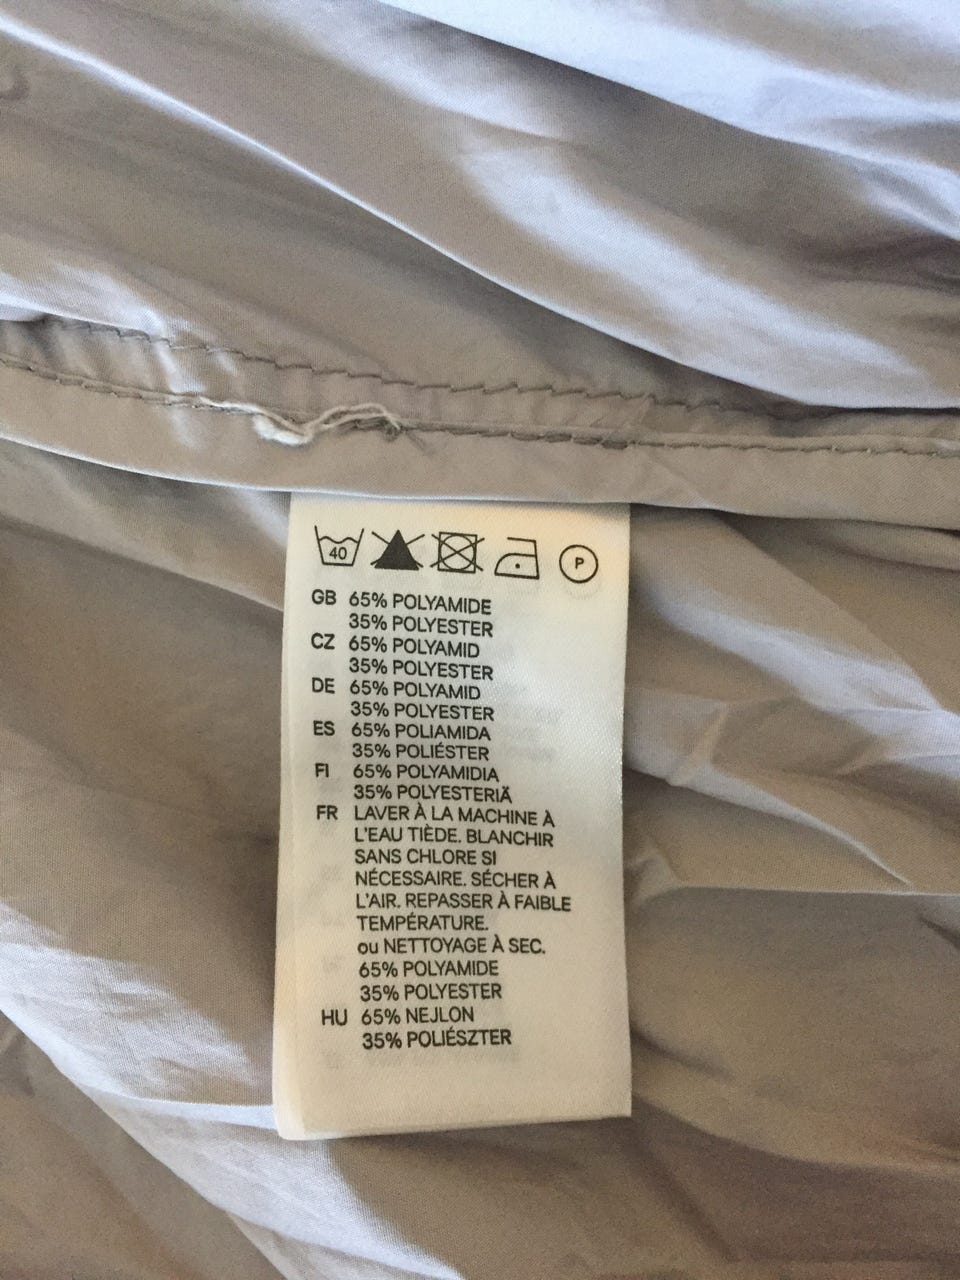 40 P
GB 65% POLYAMIDE
35% POLYESTER
CZ 65% POLYAMID
35% POLYESTER
DE 65% POLYAMID
35% POLYESTER
ES 65% POLIAMIDA
35% POLIÉSTER
FI 65% POLYAMIDIA
35% POLYESTERIÄ
FR LAVER À LA MACHINE À
L'EAU TIÈDE. BLANCHIR
SANS CHLORE SI
NÉCESSAIRE. SÉCHER À
L'AIR. REPASSER À FAIBLE
TEMPÉRATURE.
ou NETTOYAGE À SEC.
65% POLYAMIDE
35% POLYESTER
HU 65% NEJLON
35% POLIÉSZTER